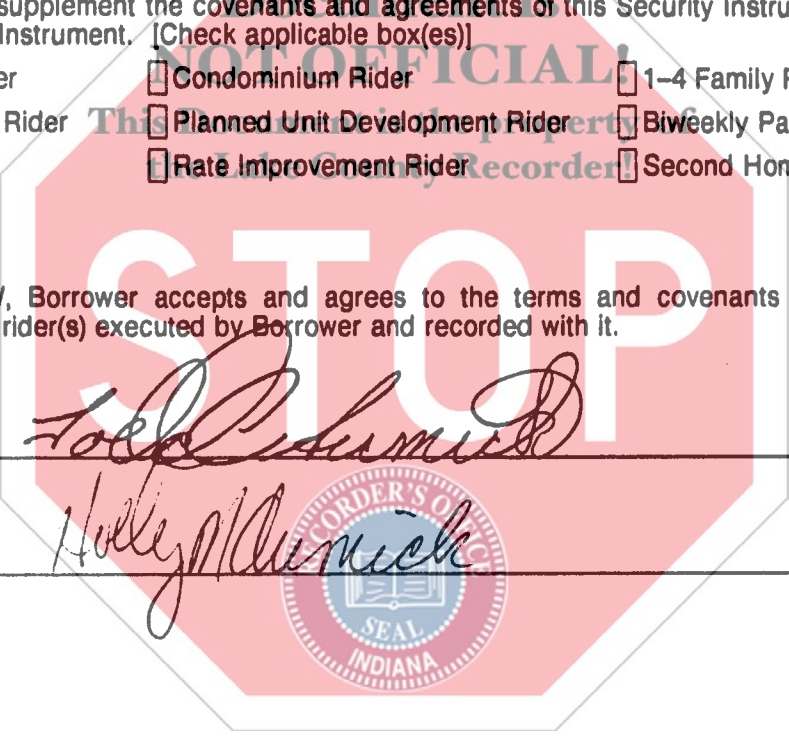 supplement the covenants and agreements of this Security Instru
Instrument. [Check applicable box(es)]
NOT OFFICIAL!
er Condominium Rider 1-4 Family R
This Document is the property of
Rider Planned Unit Development Rider Biweekly Pa
the Lake County Recorder!
Rate Improvement Rider Second Hom
STOP
, Borrower accepts and agrees to the terms and covenants
rider(s) executed by Borrower and recorded with it.
Todd
Holly
RECORDER'S OFFICE
SEAL
INDIANA